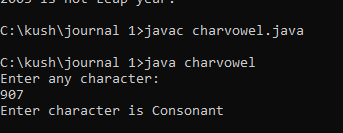 2003 is not Leap year.
C:\kush\journal 1>javac charvowel.java
C:\kush\journal 1>java charvowel
Enter any character:
907
Enter character is Consonant